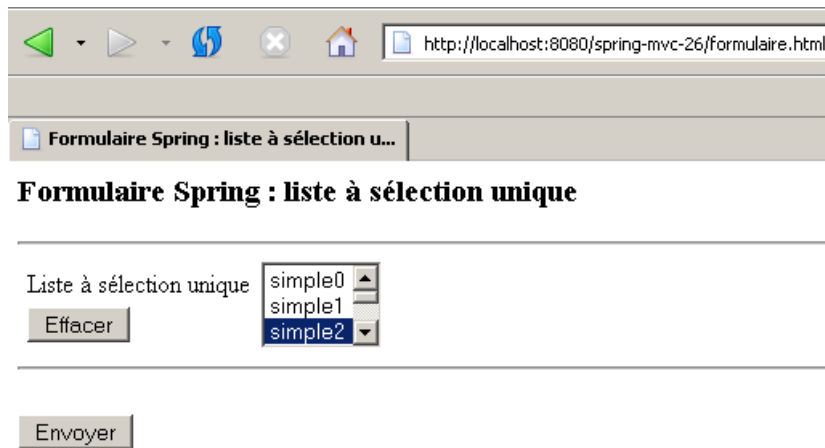 http://localhost:8080/spring-mvc-26/formulaire.html
Formulaire Spring : liste à sélection u...
Formulaire Spring : liste à sélection unique
Liste à sélection unique
simple0
simple1
simple2
Effacer
Envoyer